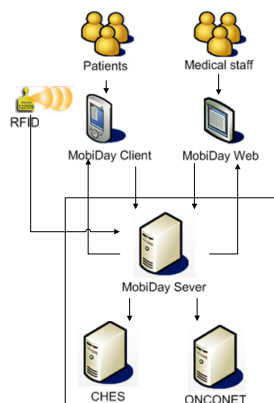 Patients
Medical staff
RFID
MobiDay Client
MobiDay Web
MobiDay Sever
CHES
ONCONET